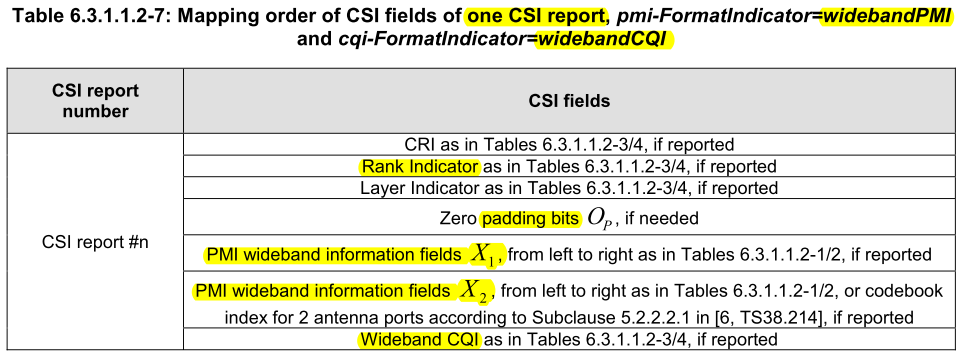 Table 6.3.1.1.2-7: Mapping order of CSI fields of one CSI report, pmi-FormatIndicator=widebandPMI
and cqi-FormatIndicator=widebandCQI
CSI report
number
CSI fields
CSI report #n
CRI as in Tables 6.3.1.1.2-3/4, if reported
Rank Indicator as in Tables 6.3.1.1.2-3/4, if reported
Layer Indicator as in Tables 6.3.1.1.2-3/4, if reported
Zero padding bits O_P, if needed
PMI wideband information fields X_1, from left to right as in Tables 6.3.1.1.2-1/2, if reported
PMI wideband information fields X_2, from left to right as in Tables 6.3.1.1.2-1/2, or codebook
index for 2 antenna ports according to Subclause 5.2.2.2.1 in [6, TS38.214], if reported
Wideband CQI as in Tables 6.3.1.1.2-3/4, if reported